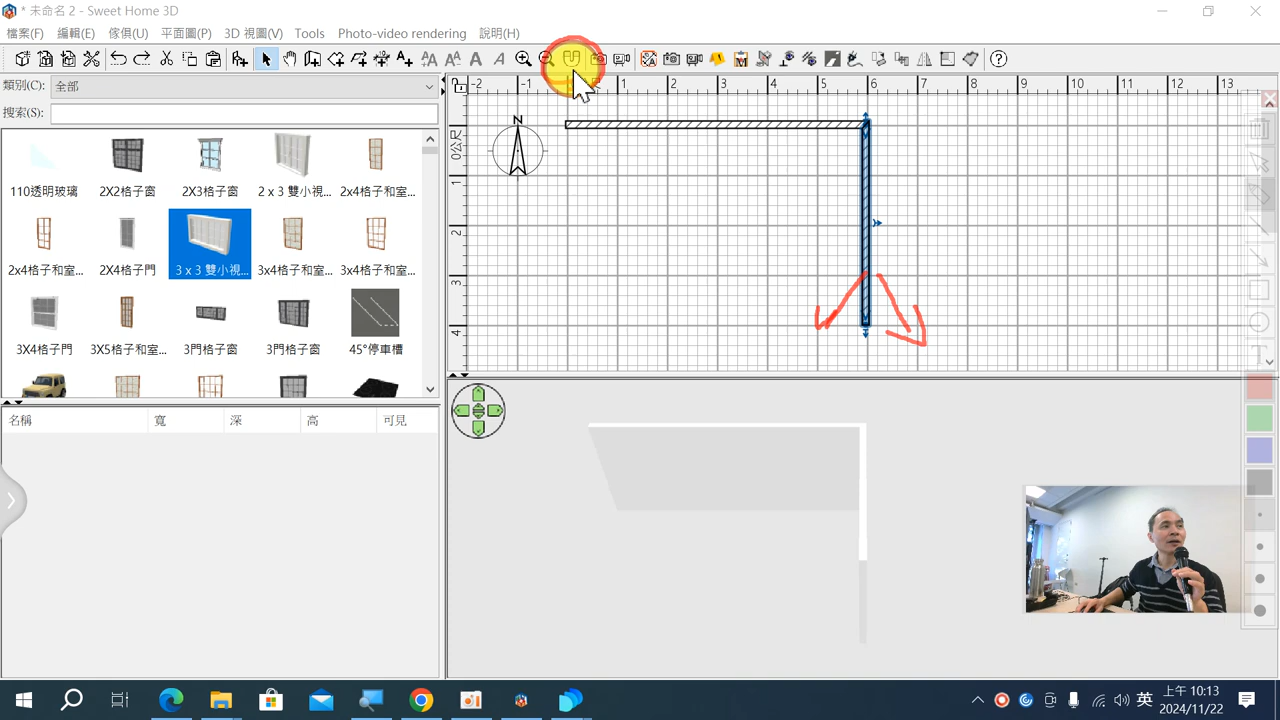 * 未命名 2 - Sweet Home 3D
檔案(F) 編輯(E) 傢俱(U) 平面圖(P) 3D 視圖(V) Tools Photo-video rendering 說明(H)
類別(C): 全部
搜索(S):
110透明玻璃 2X2格子窗 2X3格子窗 2 x 3 雙小視... 2x4格子和室...
2x4格子和室... 2X4格子門 3 x 3 雙小視... 3x4格子和室... 3x4格子和室...
3X4格子門 3X5格子和室... 3門格子窗 3門格子窗 45°停車槽
名稱 寬 深 高 可見
-2 -1 1 2 3 4 5 6 7 8 9 10 11 12 13
0公尺
1
2
3
4
N
T
英
上午 10:13
2024/11/22